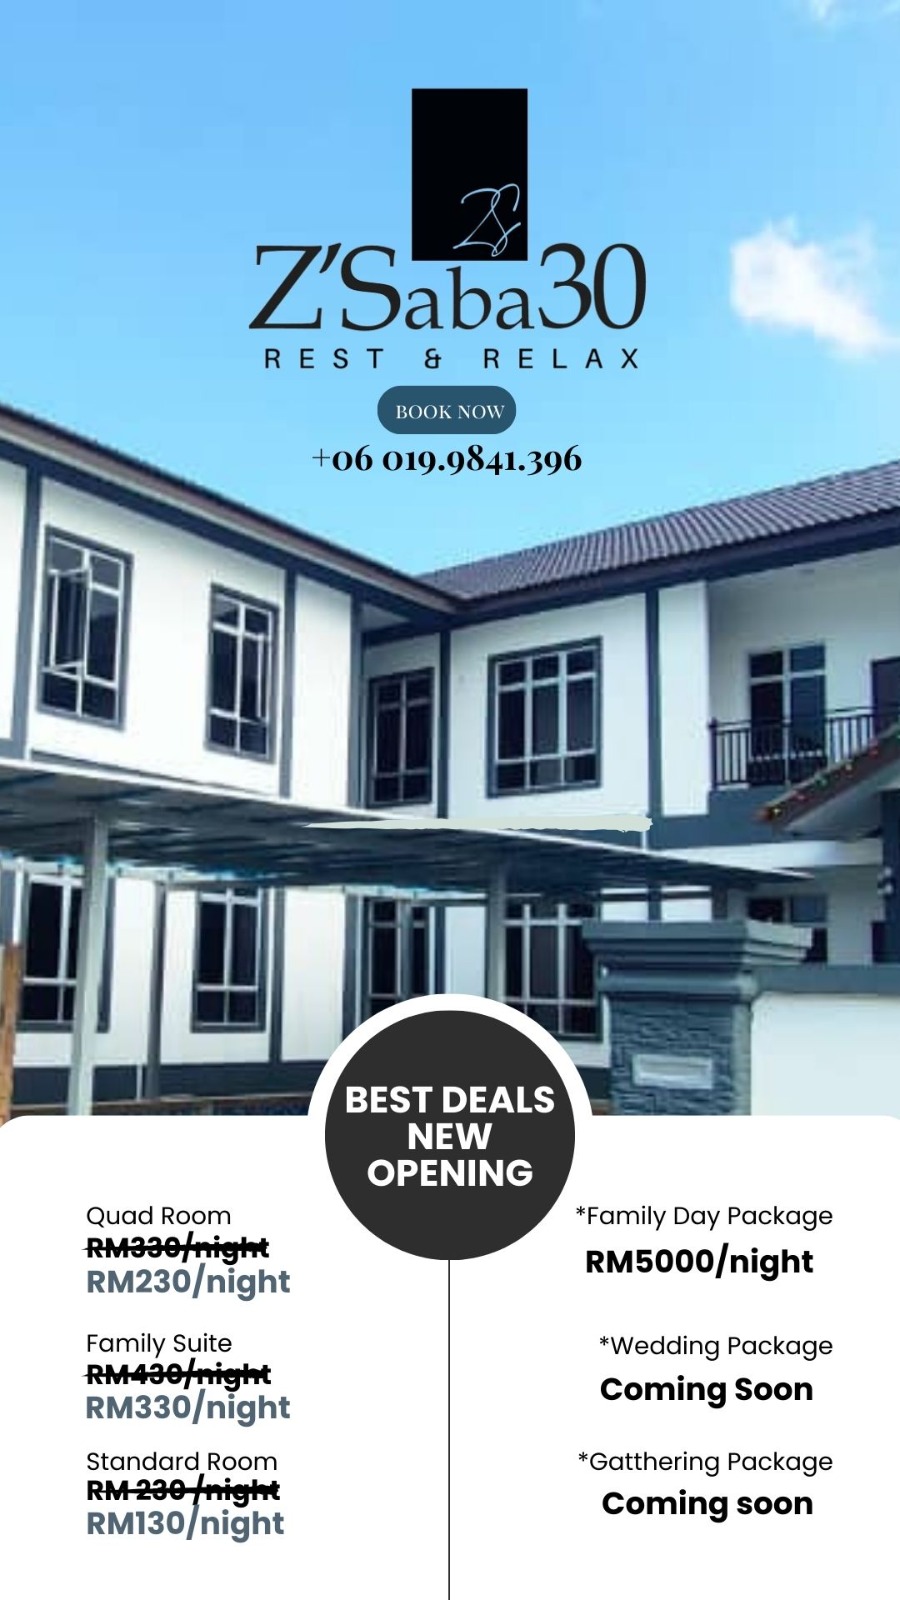 ZS
Z'Saba30
REST & RELAX
BOOK NOW
+06 019.9841.396
BEST DEALS
NEW
OPENING
Quad Room
RM330/night
RM230/night
Family Suite
RM430/night
RM330/night
Standard Room
RM 230 /night
RM130/night
*Family Day Package
RM5000/night
*Wedding Package
Coming Soon
*Gatthering Package
Coming soon